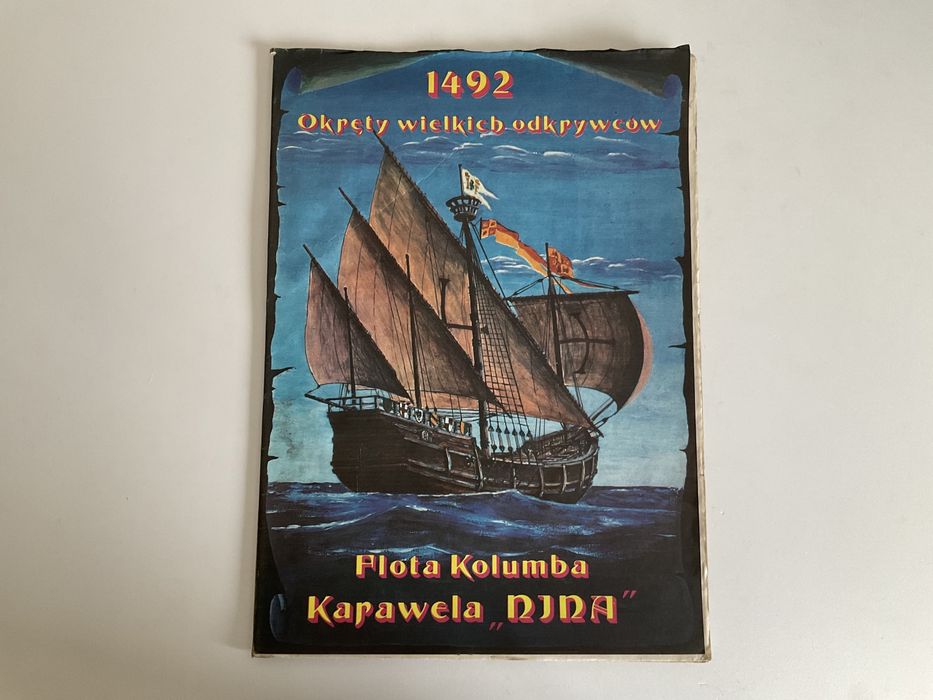 1492
Okręty wielkich odkrywców
Flota Kolumba
Karawela „NINA”